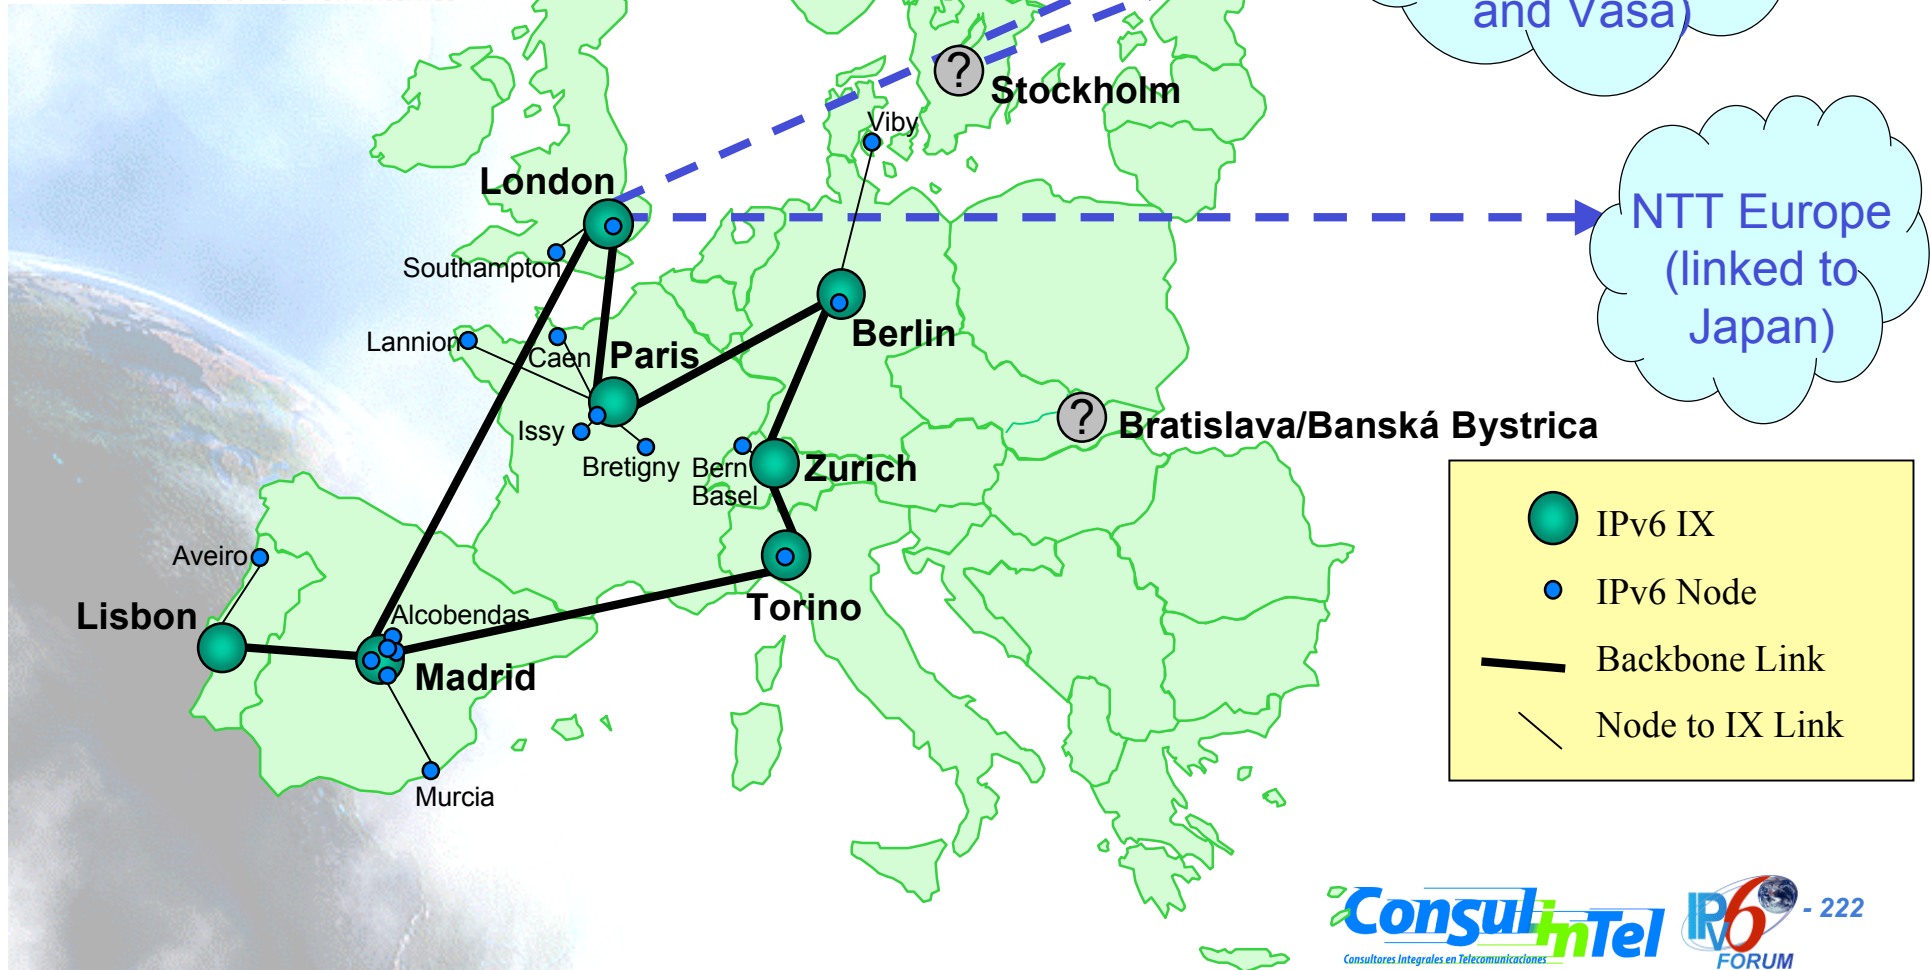 and Vasa)
?
Stockholm
Viby
London
NTT Europe
(linked to
Japan)
Southampton
Berlin
Lannion
Caen
Paris
?
Bratislava/Banská Bystrica
Issy
Bretigny
Bern
Basel
Zurich
IPv6 IX
Aveiro
IPv6 Node
Lisbon
Alcobendas
Torino
Backbone Link
Madrid
Node to IX Link
Murcia
ConsulinTel
Consultores Integrales en Telecomunicaciones
IPv6
FORUM
- 222